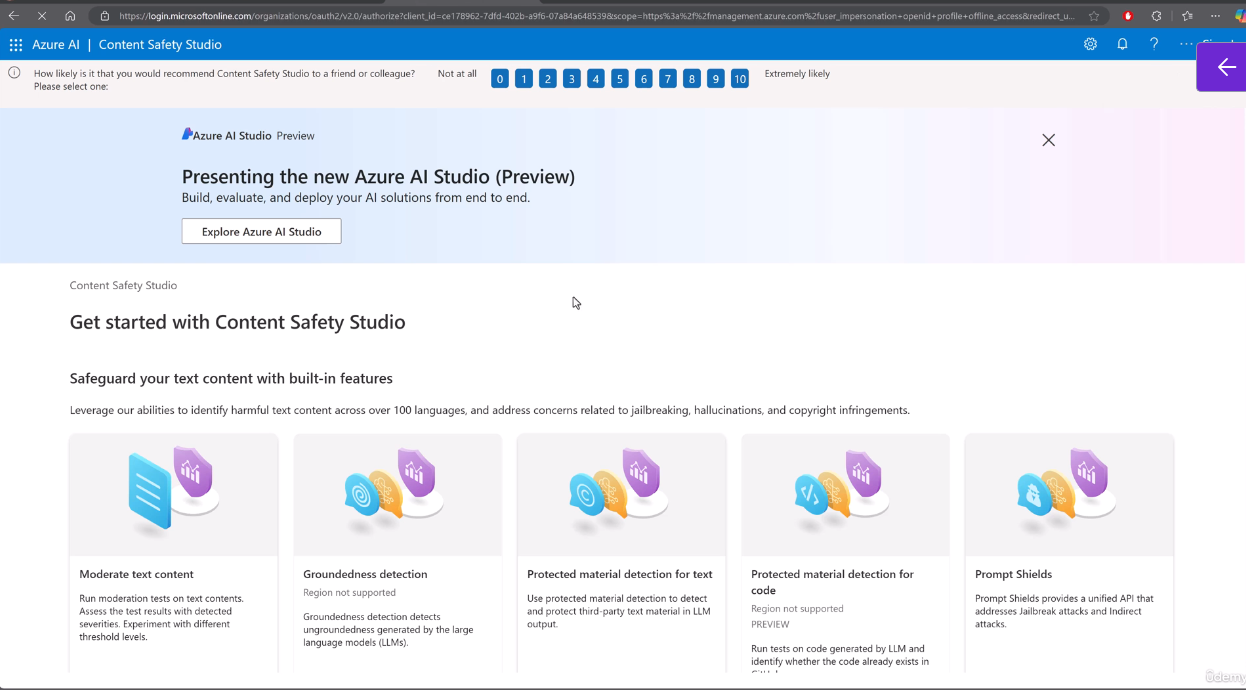 https://login.microsoftonline.com/organizations/oauth2/v2.0/authorize?client_id=ce178962-7dfd-402b-a9f6-07a84a648539&scope=https%3a%2f%2fmanagement.azure.com%2fuser_impersonation+openid+profile+offline_access&redirect_u...
Azure AI | Content Safety Studio
How likely is it that you would recommend Content Safety Studio to a friend or colleague?
Please select one:
Not at all 0 1 2 3 4 5 6 7 8 9 10 Extremely likely
Azure AI Studio Preview
Presenting the new Azure AI Studio (Preview)
Build, evaluate, and deploy your AI solutions from end to end.
Explore Azure AI Studio
Content Safety Studio
Get started with Content Safety Studio
Safeguard your text content with built-in features
Leverage our abilities to identify harmful text content across over 100 languages, and address concerns related to jailbreaking, hallucinations, and copyright infringements.
Moderate text content
Run moderation tests on text contents.
Assess the test results with detected
severities. Experiment with different
threshold levels.
Groundedness detection
Region not supported
Groundedness detection detects
ungroundedness generated by the large
language models (LLMs).
Protected material detection for text
Use protected material detection to detect
and protect third-party text material in LLM
output.
Protected material detection for
code
Region not supported
PREVIEW
Run tests on code generated by LLM and
identify whether the code already exists in
Prompt Shields
Prompt Shields provides a unified API that
addresses Jailbreak attacks and Indirect
attacks.
ûdemy